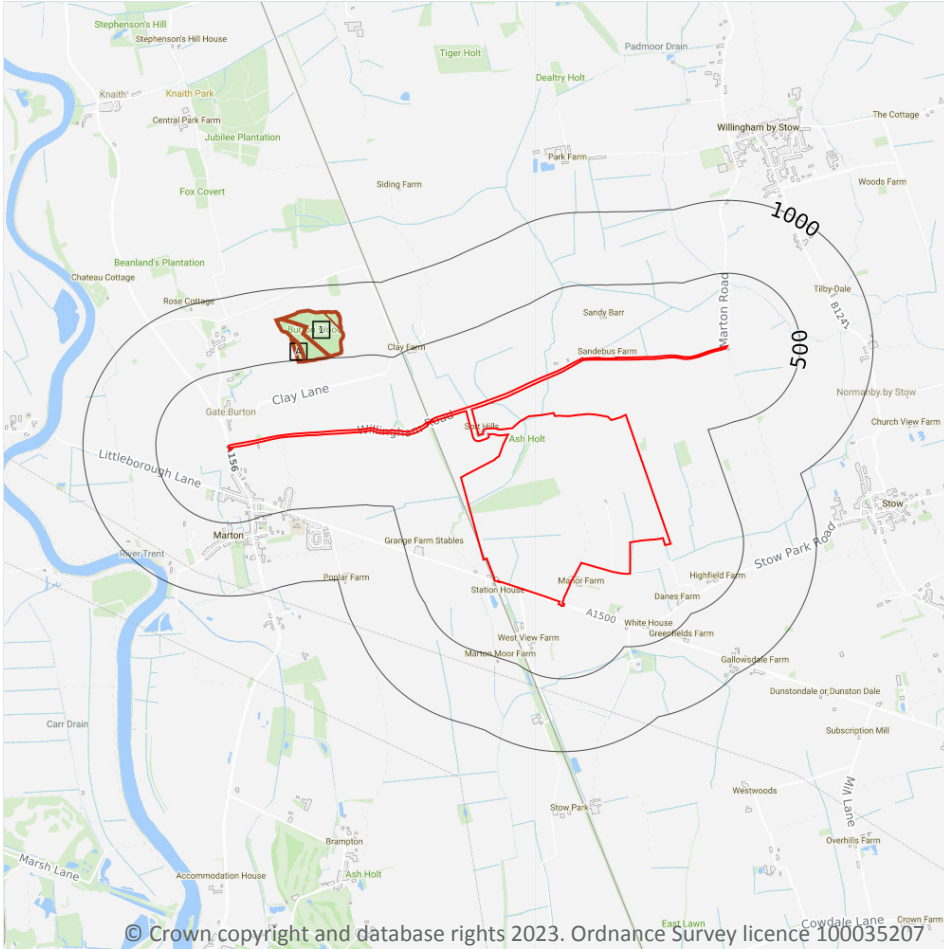 Stephenson's Hill
Stephenson's Hill House
Padmoor Drain
Tiger Holt
Dealtry Holt
Knaith
Knaith Park
Central Park Farm
The Cottage
Willingham by Stow
Jubilee Plantation
Park Farm
Siding Farm
Woods Farm
Fox Covert
1000
Beanland's Plantation
Chateau Cottage
Tilby-Dale
Rose Cottage
Marton Road
B1241
Sandy Barr
1
Clay Farm
Sandebus Farm
500
Clay Lane
Normanby by Stow
Gate Burton
Willingham Road
Church View Farm
Ash Holt
Littleborough Lane
A156
Stow
Marton
Grange Farm Stables
Stow Park Road
River Trent
Poplar Farm
Manor Farm
Highfield Farm
Station House
Danes Farm
A1500
White House
West View Farm
Greenfields Farm
Marton Moor Farm
Gallowsdale Farm
Dunstondale or Dunston Dale
Carr Drain
Subscription Mill
Westwoods
Mill Lane
Stow Park
Brampton
Overhills Farm
Marsh Lane
Accommodation House
Ash Holt
East Lawn
Cowdale Lane
Crown Farm
© Crown copyright and database rights 2023. Ordnance Survey licence 100035207